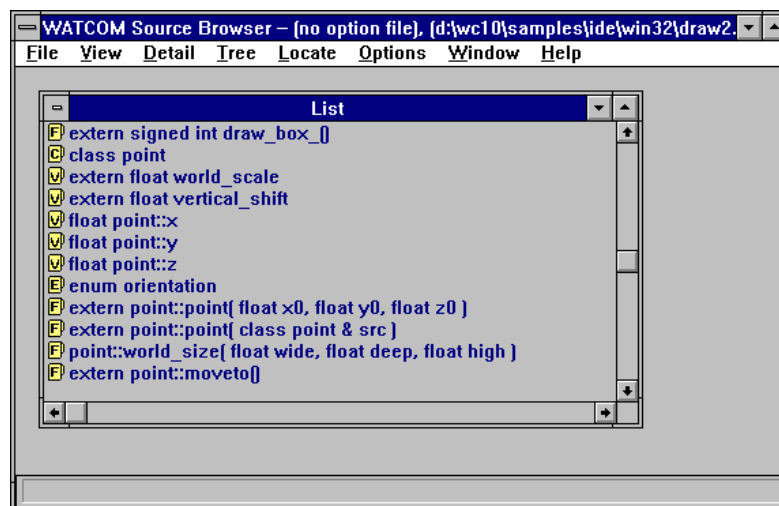 WATCOM Source Browser – (no option file), (d:\wc10\samples\ide\win32\draw2.
File View Detail Tree Locate Options Window Help
List
F extern signed int draw_box_()
C class point
V extern float world_scale
V extern float vertical_shift
V float point::x
V float point::y
V float point::z
E enum orientation
F extern point::point( float x0, float y0, float z0 )
F extern point::point( class point & src )
F point::world_size( float wide, float deep, float high )
F extern point::moveto()